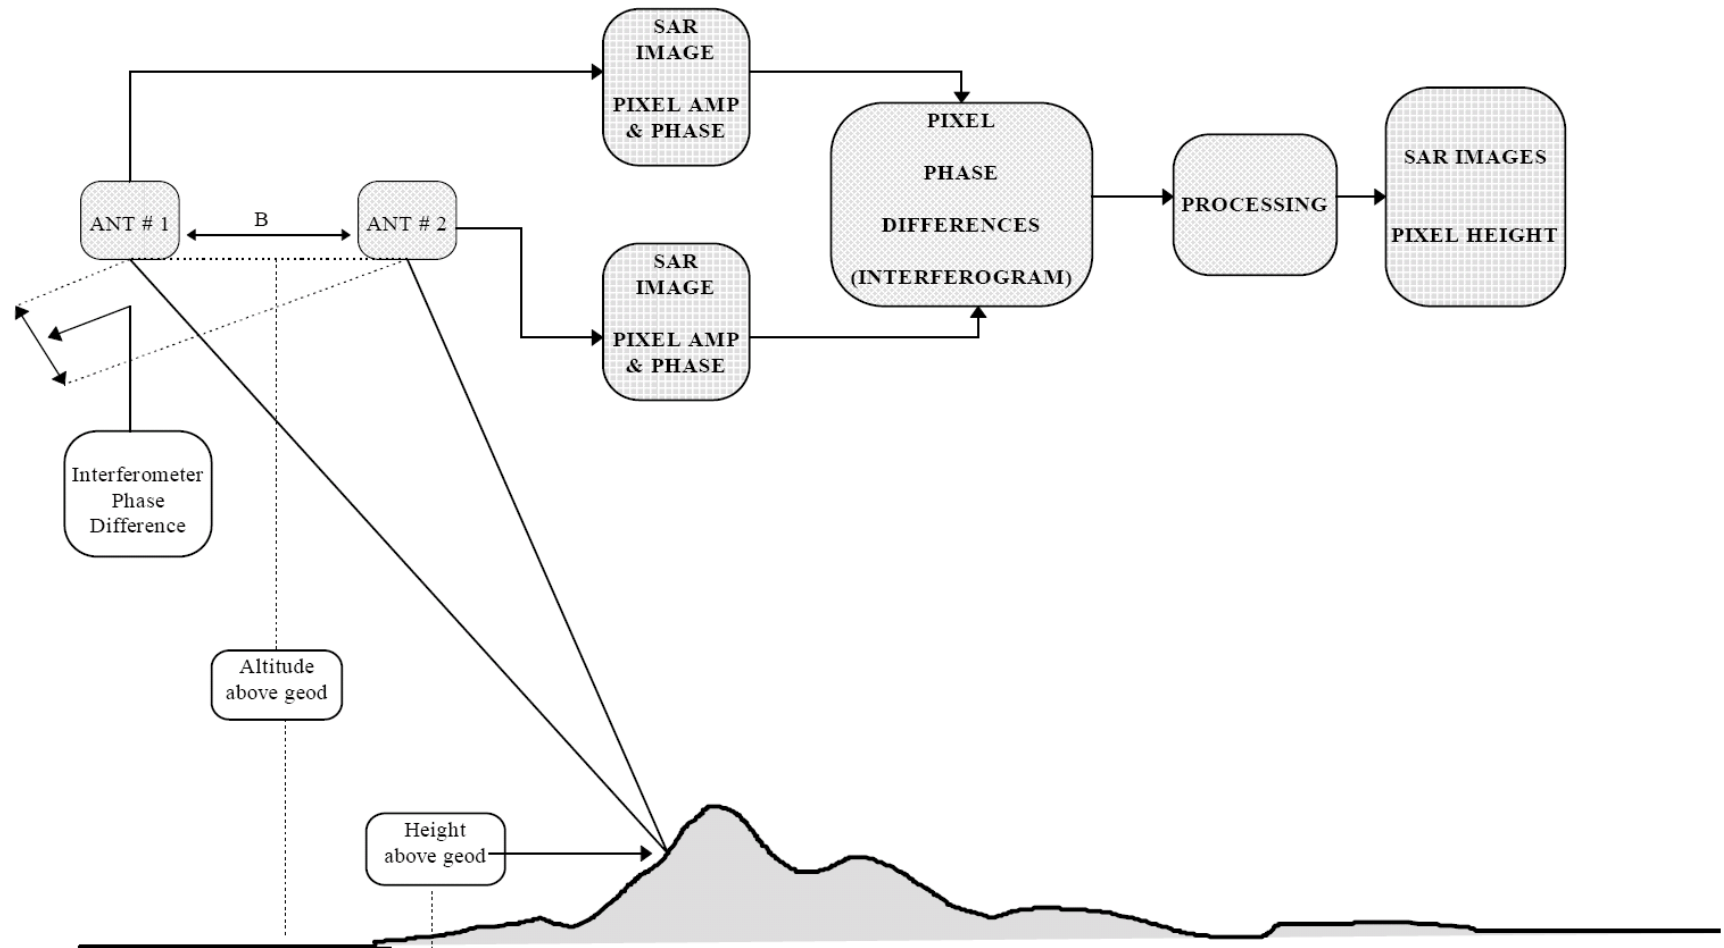 SAR
IMAGE
PIXEL AMP
& PHASE
PIXEL
PHASE
DIFFERENCES
(INTERFEROGRAM)
PROCESSING
SAR IMAGES
PIXEL HEIGHT
ANT # 1
B
ANT # 2
SAR
IMAGE
PIXEL AMP
& PHASE
Interferometer
Phase
Difference
Altitude
above geod
Height
above geod